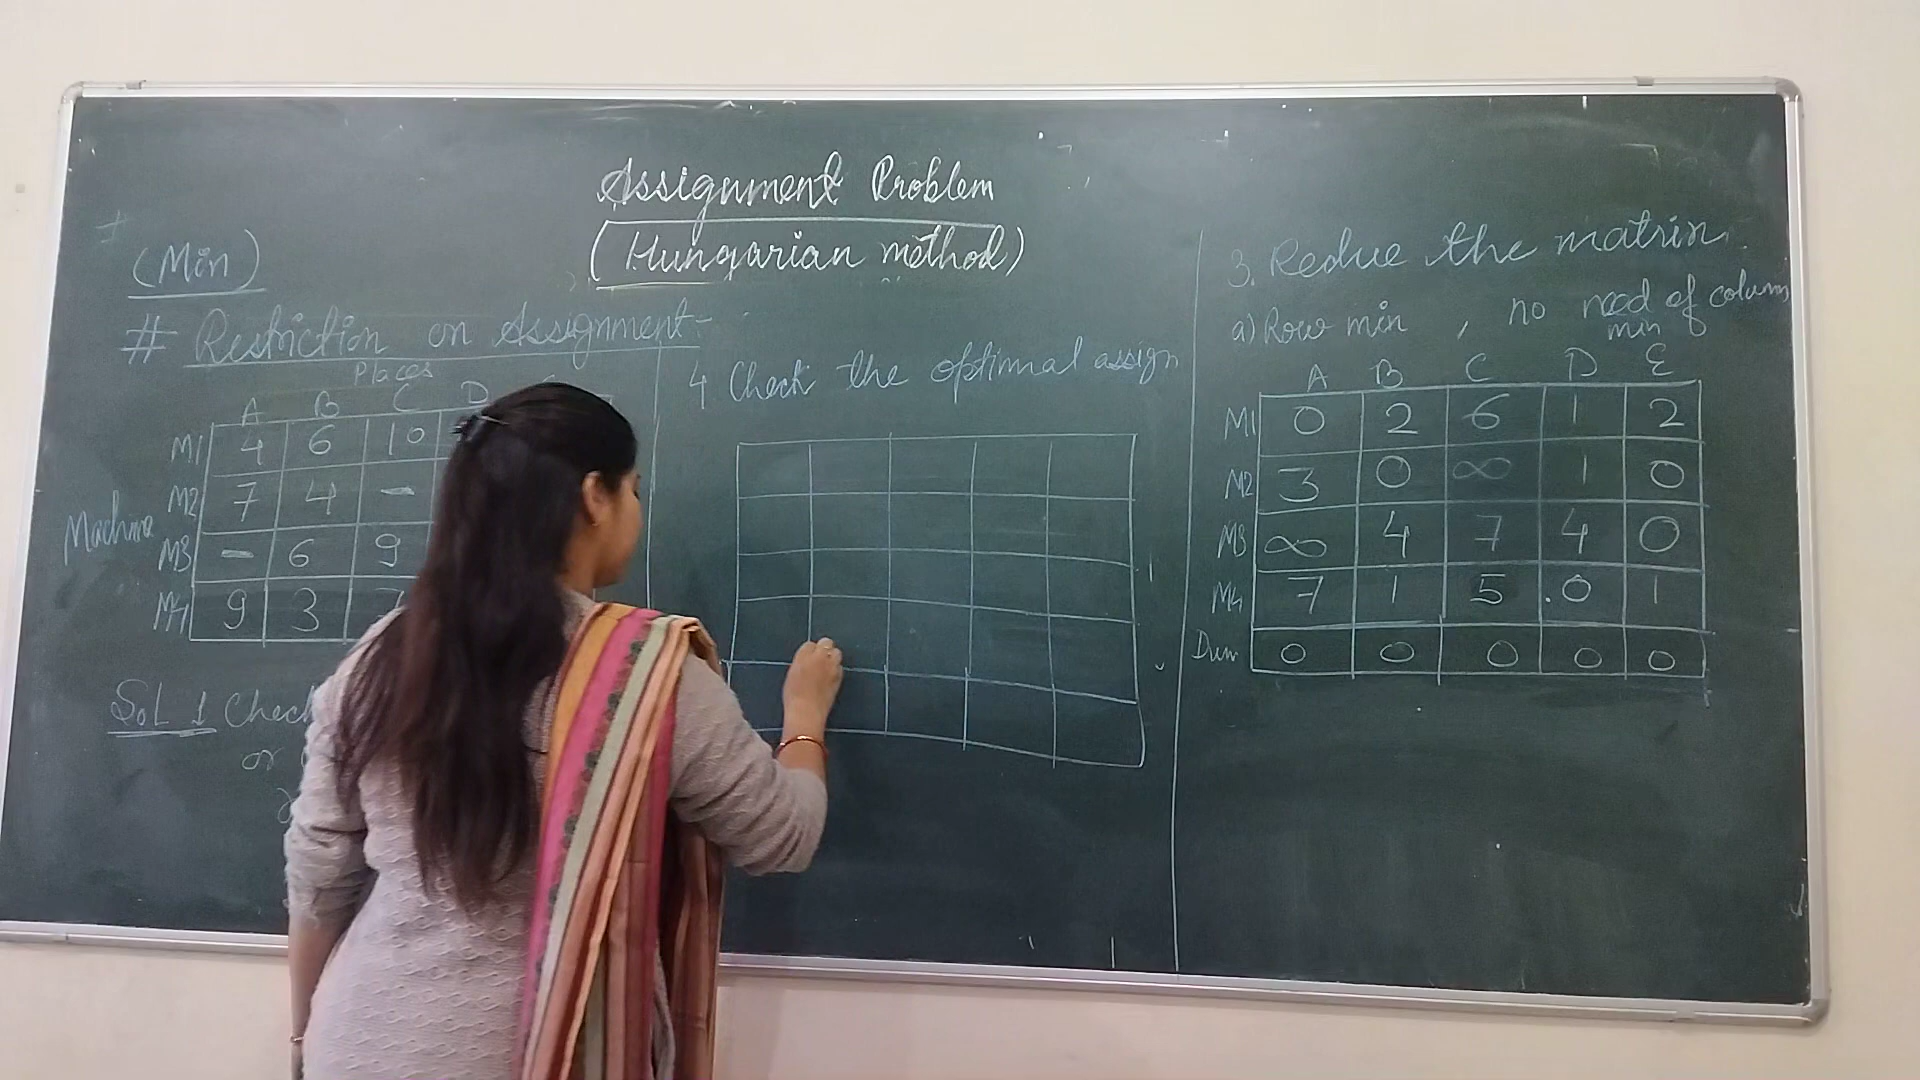 Assignment Problem
(Hungarian method)
(Min)
# Restriction on Assignment-
Places
A B C D
M1 4 6 10
M2 7 4 -
Machine
M3 - 6 9
M4 9 3 7
Sol 1 Check
or
4 Check the optimal assign
3. Redue the matrix.
a) Row min , no need of column
min
A B C D E
M1 0 2 6 1 2
M2 3 0 ∞ 1 0
M3 ∞ 4 7 4 0
M4 7 1 5 0 1
Dum 0 0 0 0 0